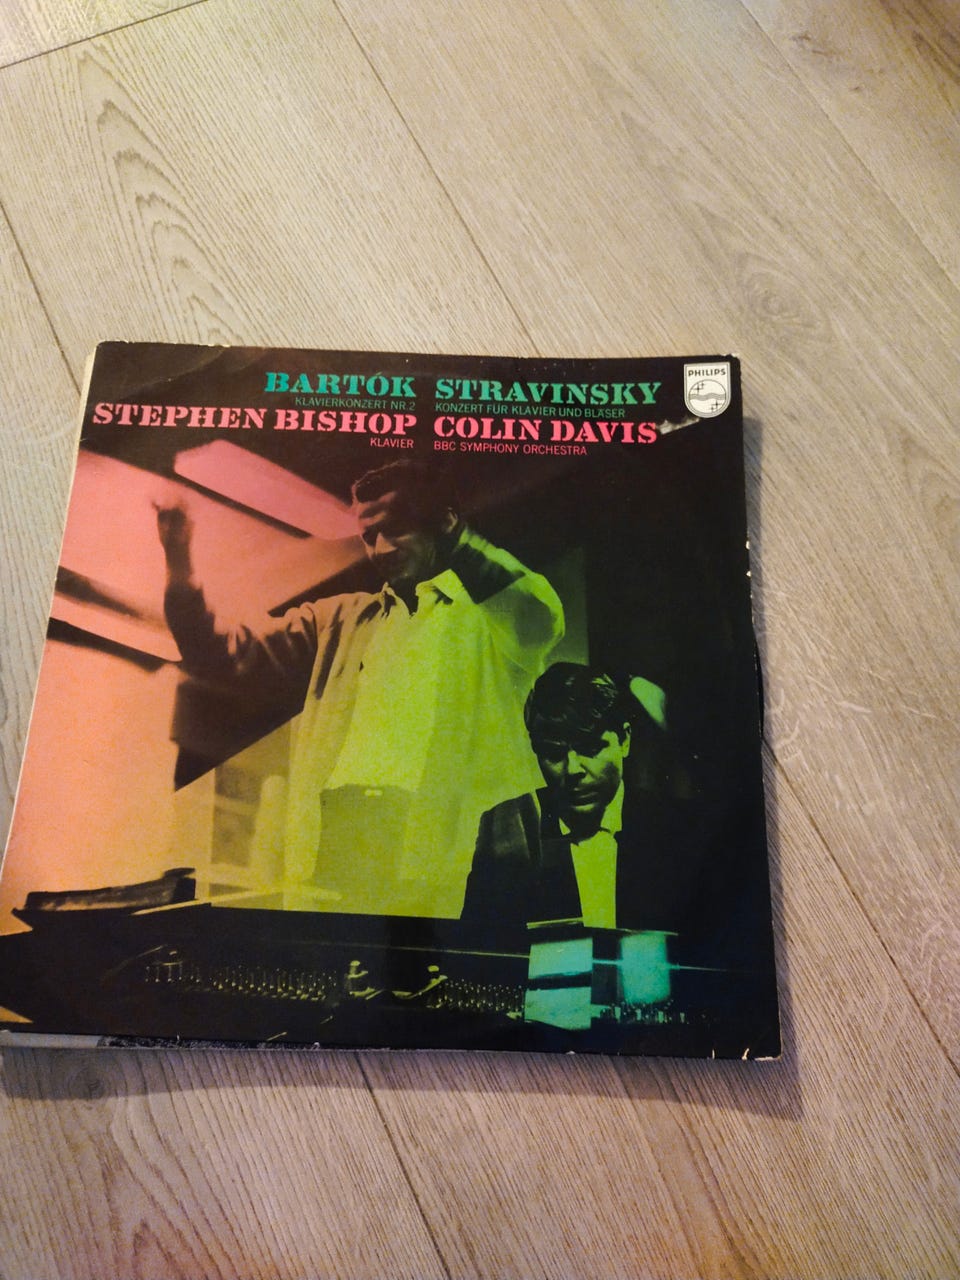 BARTÓK
KLAVIERKONZERT NR. 2
STEPHEN BISHOP
KLAVIER
STRAVINSKY
KONZERT FÜR KLAVIER UND BLÄSER
COLIN DAVIS
BBC SYMPHONY ORCHESTRA
PHILIPS